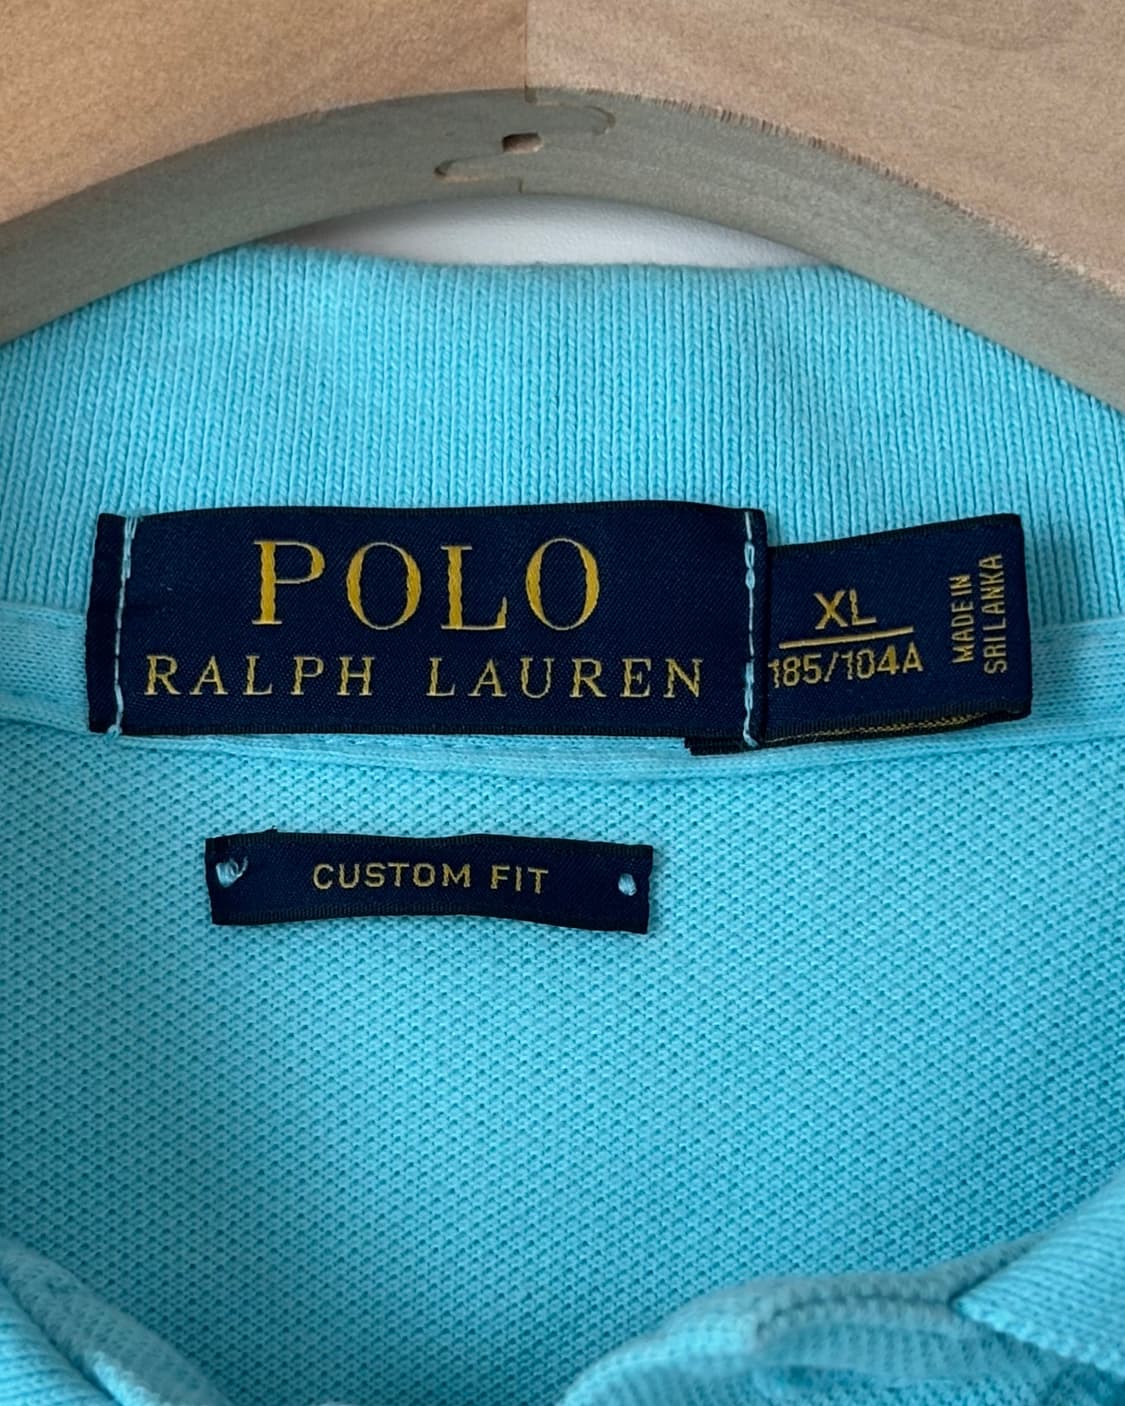 POLO
RALPH LAUREN
XL
185/104A
MADE IN
SRI LANKA
CUSTOM FIT